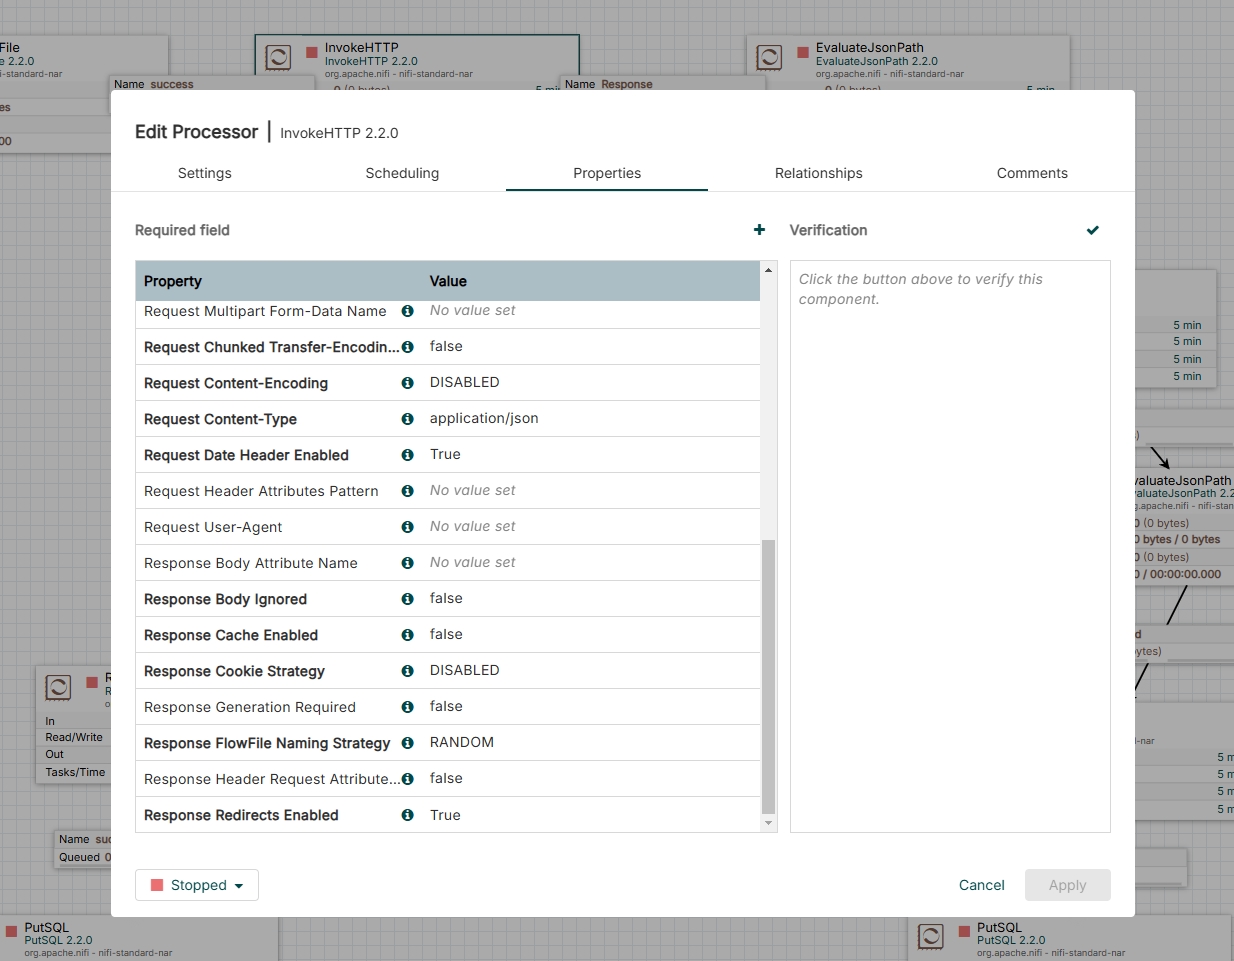 File
e 2.2.0
i-standard-nar
es
00
InvokeHTTP
InvokeHTTP 2.2.0
org.apache.nifi - nifi-standard-nar
0 (0 bytes)
5 min
EvaluateJsonPath
EvaluateJsonPath 2.2.0
org.apache.nifi - nifi-standard-nar
0 (0 bytes)
5 min
Name success
Name Response
Edit Processor | InvokeHTTP 2.2.0
Settings
Scheduling
Properties
Relationships
Comments
Required field
Verification
Property Value
Request Multipart Form-Data Name No value set
Request Chunked Transfer-Encodin... false
Request Content-Encoding DISABLED
Request Content-Type application/json
Request Date Header Enabled True
Request Header Attributes Pattern No value set
Request User-Agent No value set
Response Body Attribute Name No value set
Response Body Ignored false
Response Cache Enabled false
Response Cookie Strategy DISABLED
Response Generation Required false
Response FlowFile Naming Strategy RANDOM
Response Header Request Attribute... false
Response Redirects Enabled True
Click the button above to verify this
component.
Stopped
Cancel
Apply
5 min
5 min
5 min
5 min
valuateJsonPath
valuateJsonPath 2.2
g.apache.nifi - nifi-stan
0 (0 bytes)
0 bytes / 0 bytes
0 (0 bytes)
0 / 00:00:00.000
d
ytes)
l-nar
5 m
5 m
5 m
5 m
R
R
o
In
Read/Write
Out
Tasks/Time
Name suc
Queued 0
PutSQL
PutSQL 2.2.0
org.apache.nifi - nifi-standard-nar
PutSQL
PutSQL 2.2.0
org.apache.nifi - nifi-standard-nar